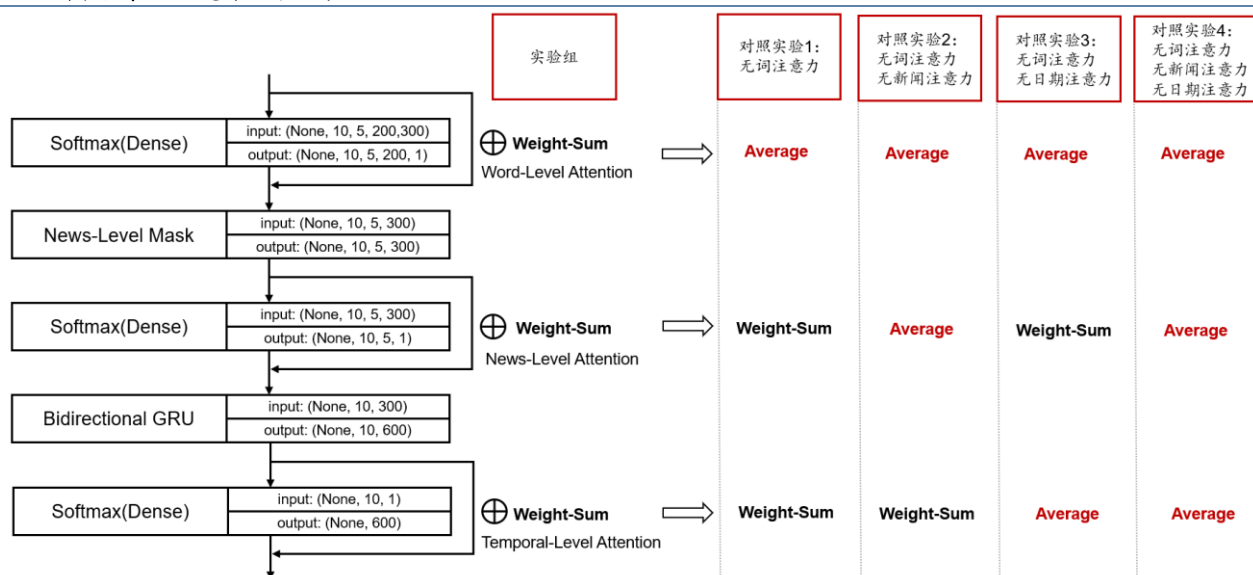 实验组
对照实验1:
无词注意力
对照实验2:
无词注意力
无新闻注意力
对照实验3:
无词注意力
无日期注意力
对照实验4:
无词注意力
无新闻注意力
无日期注意力
Softmax(Dense)
input: (None, 10, 5, 200,300)
output: (None, 10, 5, 200, 1)
Weight-Sum
Word-Level Attention
Average
Average
Average
Average
News-Level Mask
input: (None, 10, 5, 300)
output: (None, 10, 5, 300)
Softmax(Dense)
input: (None, 10, 5, 300)
output: (None, 10, 5, 1)
Weight-Sum
News-Level Attention
Weight-Sum
Average
Weight-Sum
Average
Bidirectional GRU
input: (None, 10, 300)
output: (None, 10, 600)
Softmax(Dense)
input: (None, 10, 1)
output: (None, 600)
Weight-Sum
Temporal-Level Attention
Weight-Sum
Weight-Sum
Average
Average